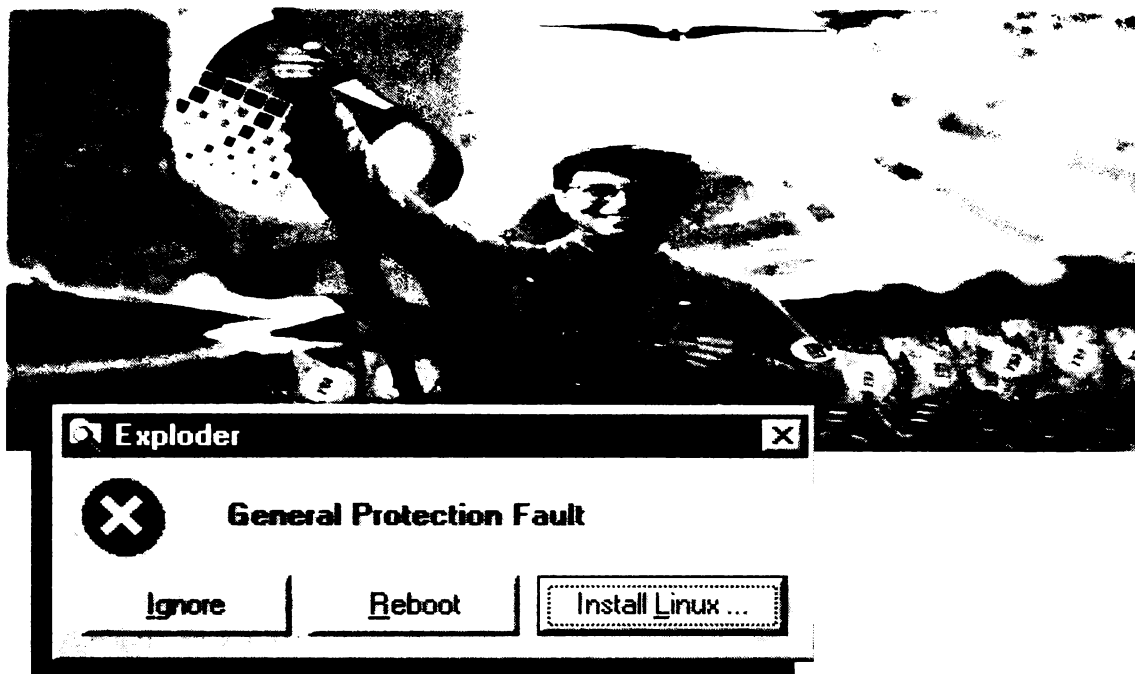 Exploder
General Protection Fault
Ignore
Reboot
Install Linux ...